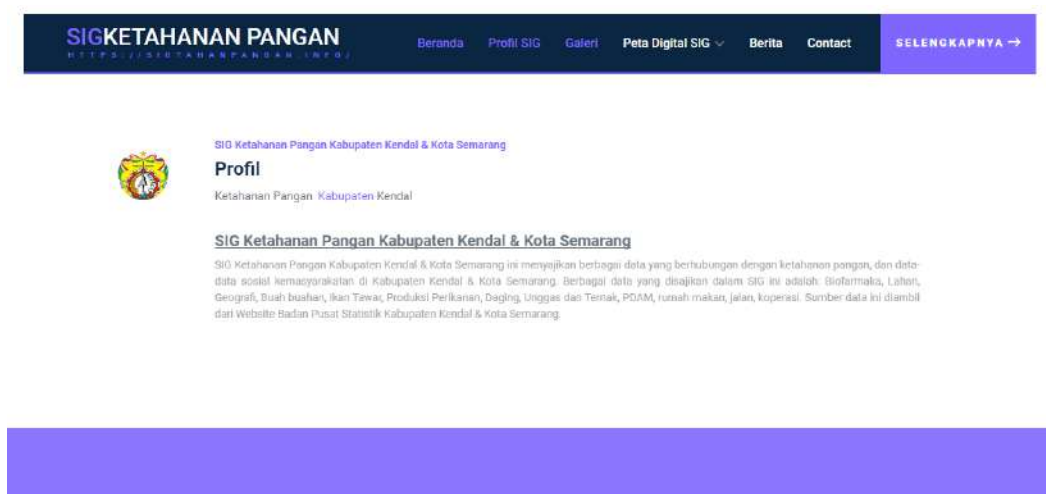 SIGKETAHANAN PANGAN
HTTPS://SIGTAHANPANGAN.INFO/
Beranda Profil SIG Galeri Peta Digital SIG Berita Contact SELENGKAPNYA →
SIG Ketahanan Pangan Kabupaten Kendal & Kota Semarang
Profil
Ketahanan Pangan Kabupaten Kendal
SIG Ketahanan Pangan Kabupaten Kendal & Kota Semarang
SIG Ketahanan Pangan Kabupaten Kendal & Kota Semarang ini menyajikan berbagai data yang berhubungan dengan ketahanan pangan, dan data-
data sosial kemasyarakatan di Kabupaten Kendal & Kota Semarang. Berbagai data yang disajikan dalam SIG ini adalah: Biofarmaka, Lahan,
Geografi, Buah buahan, Ikan Tawar, Produksi Perikanan, Daging, Unggas dan Ternak, PDAM, rumah makan, jalan, koperasi. Sumber data ini diambil
dari Website Badan Pusat Statistik Kabupaten Kendal & Kota Semarang.